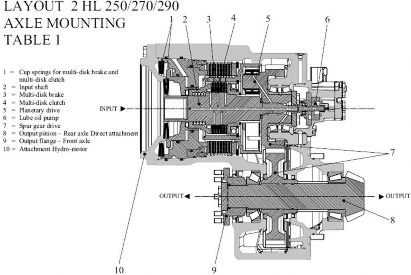 LAYOUT 2 HL 250/270/290
AXLE MOUNTING
TABLE 1
1 2 3 4 5 6
1 = Cup springs for multi-disk brake and
multi-disk clutch
2 = Input shaft
3 = Multi-disk brake
4 = Multi-disk clutch
5 = Planetary drive
6 = Lube oil pump
7 = Spur gear drive
8 = Output pinion – Rear axle Direct attachment
9 = Output flange – Front axle
10 = Attachment Hydro-motor
INPUT
7
OUTPUT OUTPUT
8
10 9